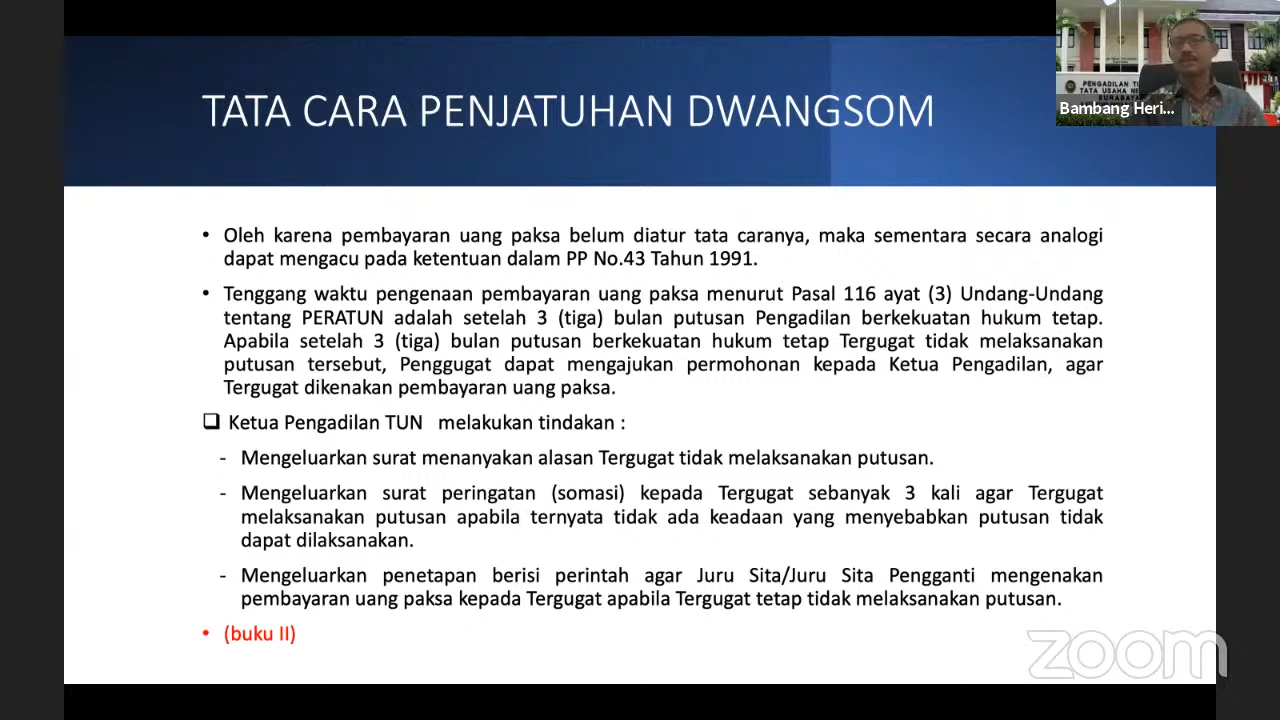 TATA CARA PENJATUHAN DWANGSOM
PENGADILAN
TATA USAHA
SURABAYA
Bambang Heri...
• Oleh karena pembayaran uang paksa belum diatur tata caranya, maka sementara secara analogi
dapat mengacu pada ketentuan dalam PP No.43 Tahun 1991.
• Tenggang waktu pengenaan pembayaran uang paksa menurut Pasal 116 ayat (3) Undang-Undang
tentang PERATUN adalah setelah 3 (tiga) bulan putusan Pengadilan berkekuatan hukum tetap.
Apabila setelah 3 (tiga) bulan putusan berkekuatan hukum tetap Tergugat tidak melaksanakan
putusan tersebut, Penggugat dapat mengajukan permohonan kepada Ketua Pengadilan, agar
Tergugat dikenakan pembayaran uang paksa.
❑ Ketua Pengadilan TUN melakukan tindakan :
- Mengeluarkan surat menanyakan alasan Tergugat tidak melaksanakan putusan.
- Mengeluarkan surat peringatan (somasi) kepada Tergugat sebanyak 3 kali agar Tergugat
melaksanakan putusan apabila ternyata tidak ada keadaan yang menyebabkan putusan tidak
dapat dilaksanakan.
- Mengeluarkan penetapan berisi perintah agar Juru Sita/Juru Sita Pengganti mengenakan
pembayaran uang paksa kepada Tergugat apabila Tergugat tetap tidak melaksanakan putusan.
• (buku II)
zoom